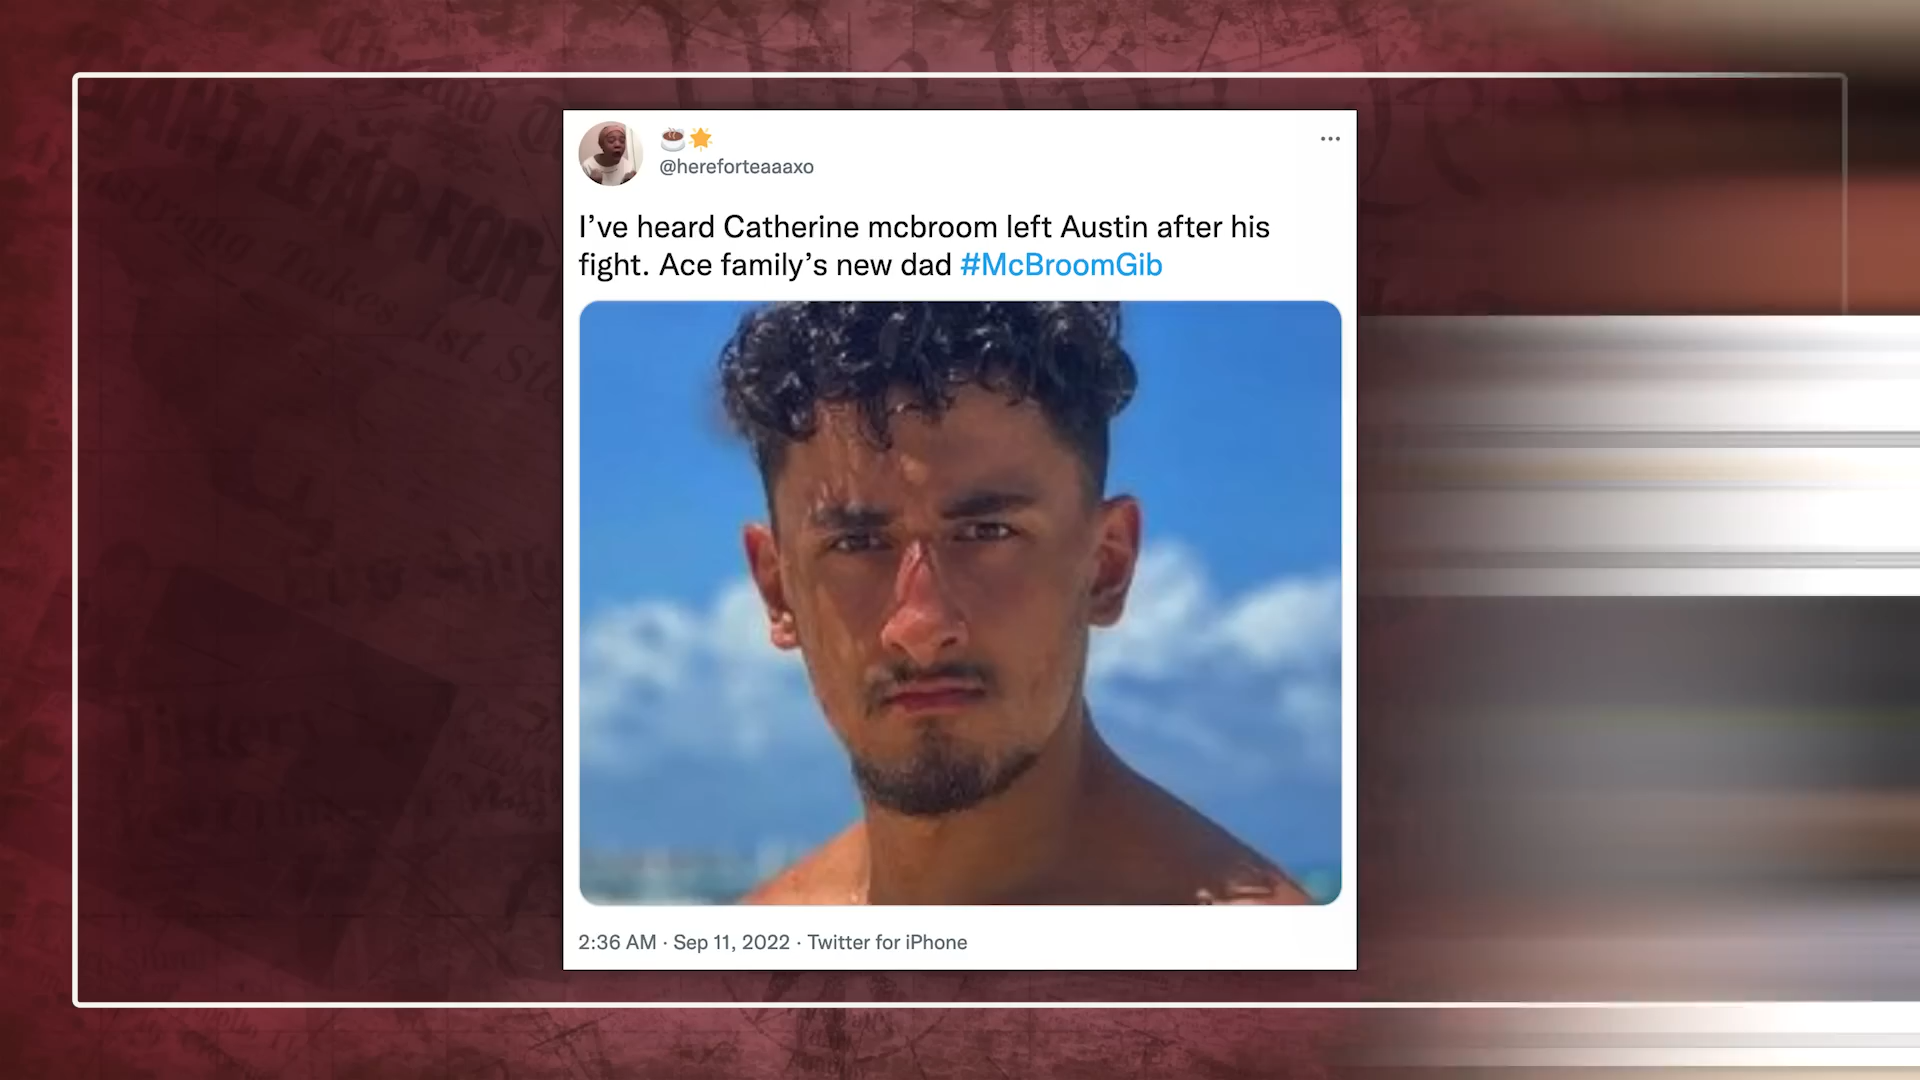 ☕🌟
@hereforteaaaxo
I’ve heard Catherine mcbroom left Austin after his
fight. Ace family’s new dad #McBroomGib
2:36 AM · Sep 11, 2022 · Twitter for iPhone